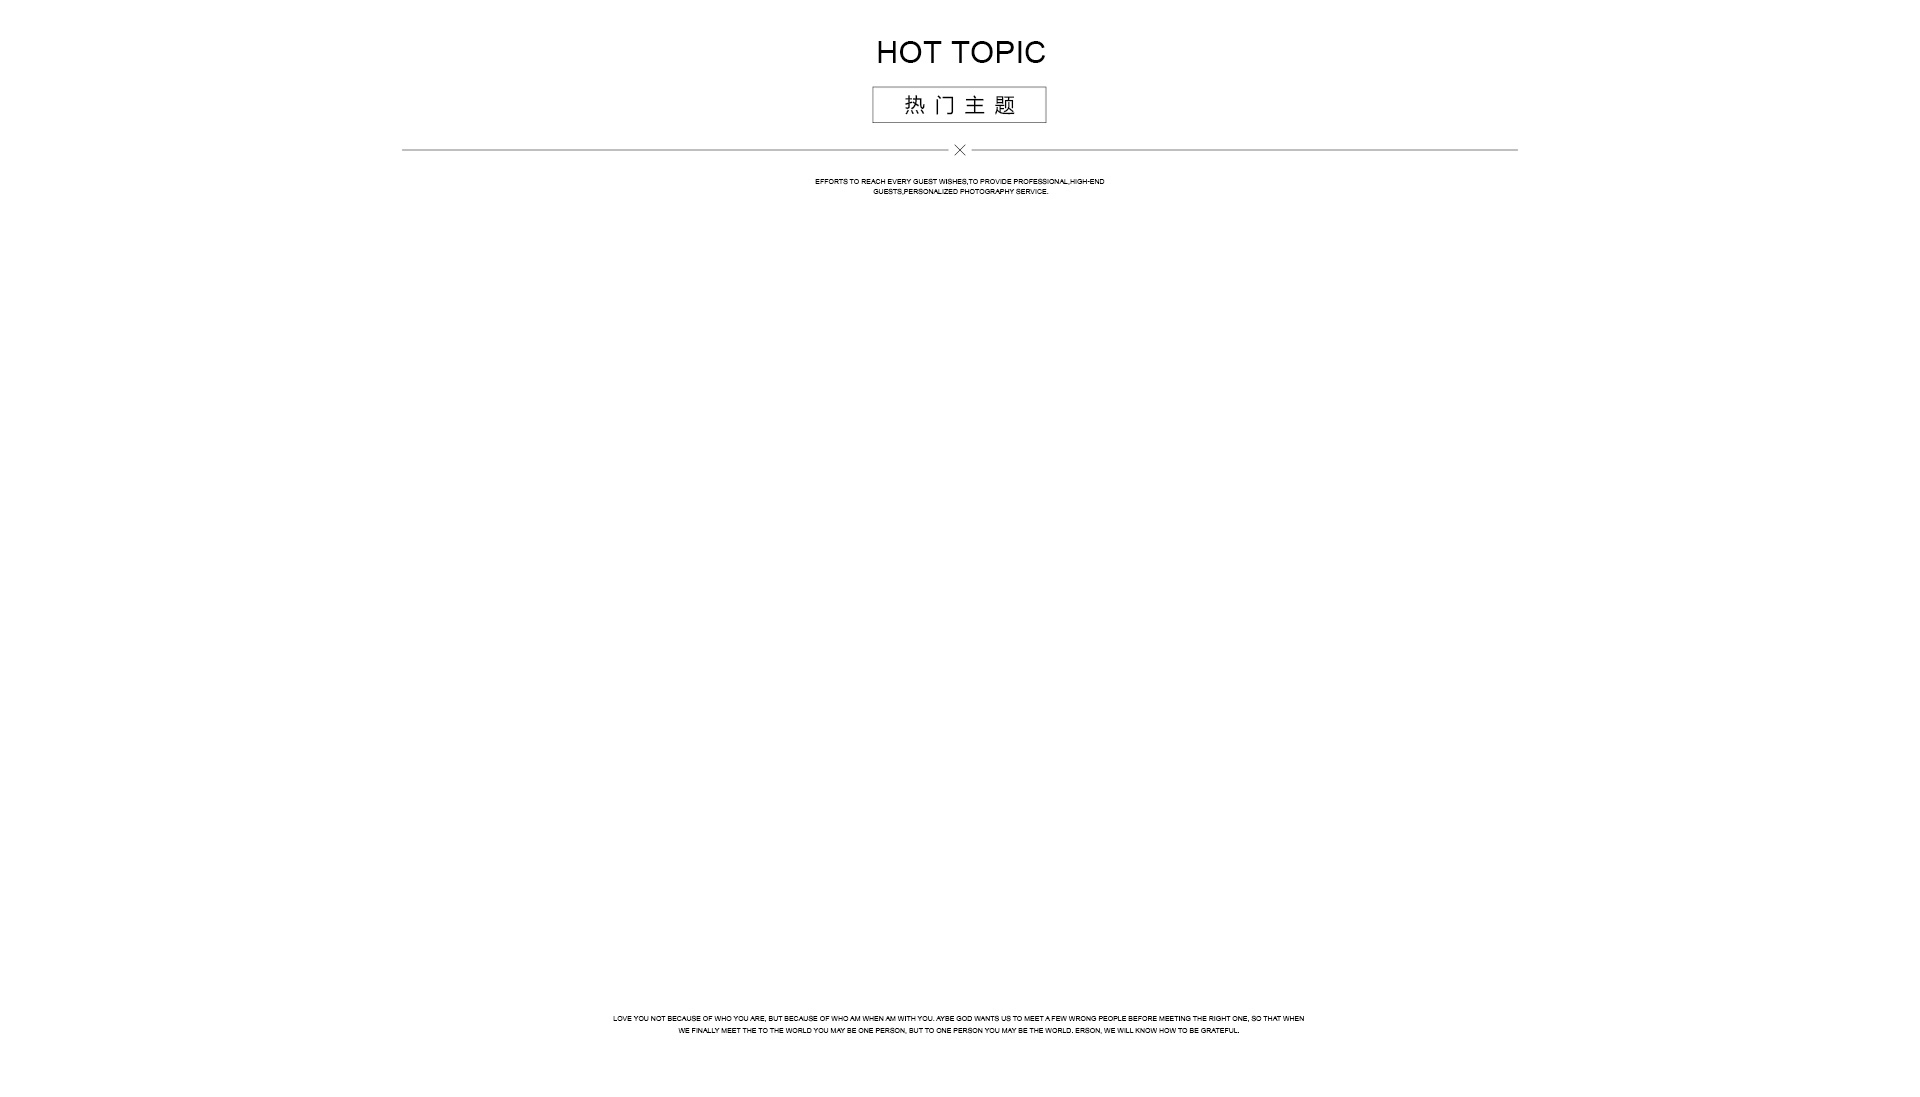 HOT TOPIC
热门主题
EFFORTS TO REACH EVERY GUEST WISHES,TO PROVIDE PROFESSIONAL,HIGH-END
GUESTS,PERSONALIZED PHOTOGRAPHY SERVICE.
LOVE YOU NOT BECAUSE OF WHO YOU ARE, BUT BECAUSE OF WHO AM WHEN AM WITH YOU. AYBE GOD WANTS US TO MEET A FEW WRONG PEOPLE BEFORE MEETING THE RIGHT ONE, SO THAT WHEN
WE FINALLY MEET THE TO THE WORLD YOU MAY BE ONE PERSON, BUT TO ONE PERSON YOU MAY BE THE WORLD. ERSON, WE WILL KNOW HOW TO BE GRATEFUL.